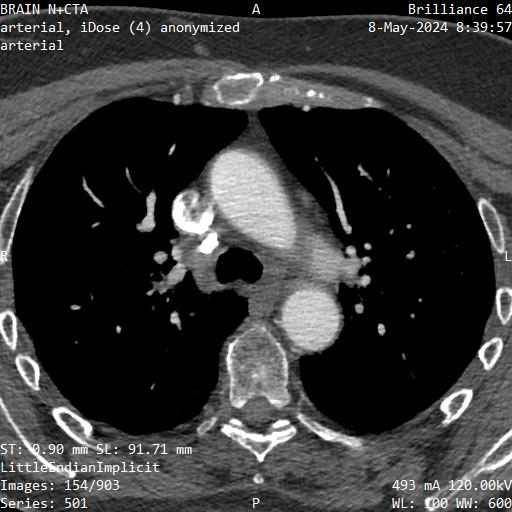 BRAIN N+CTA
A
Brilliance 64
arterial, iDose (4) anonymized
8-May-2024 8:39:57
arterial
R
L
ST: 0.90 mm SL: 91.71 mm
LittleEndianImplicit
Images: 154/903
493 mA 120.00kV
Series: 501
P
WL: 100 WW: 600